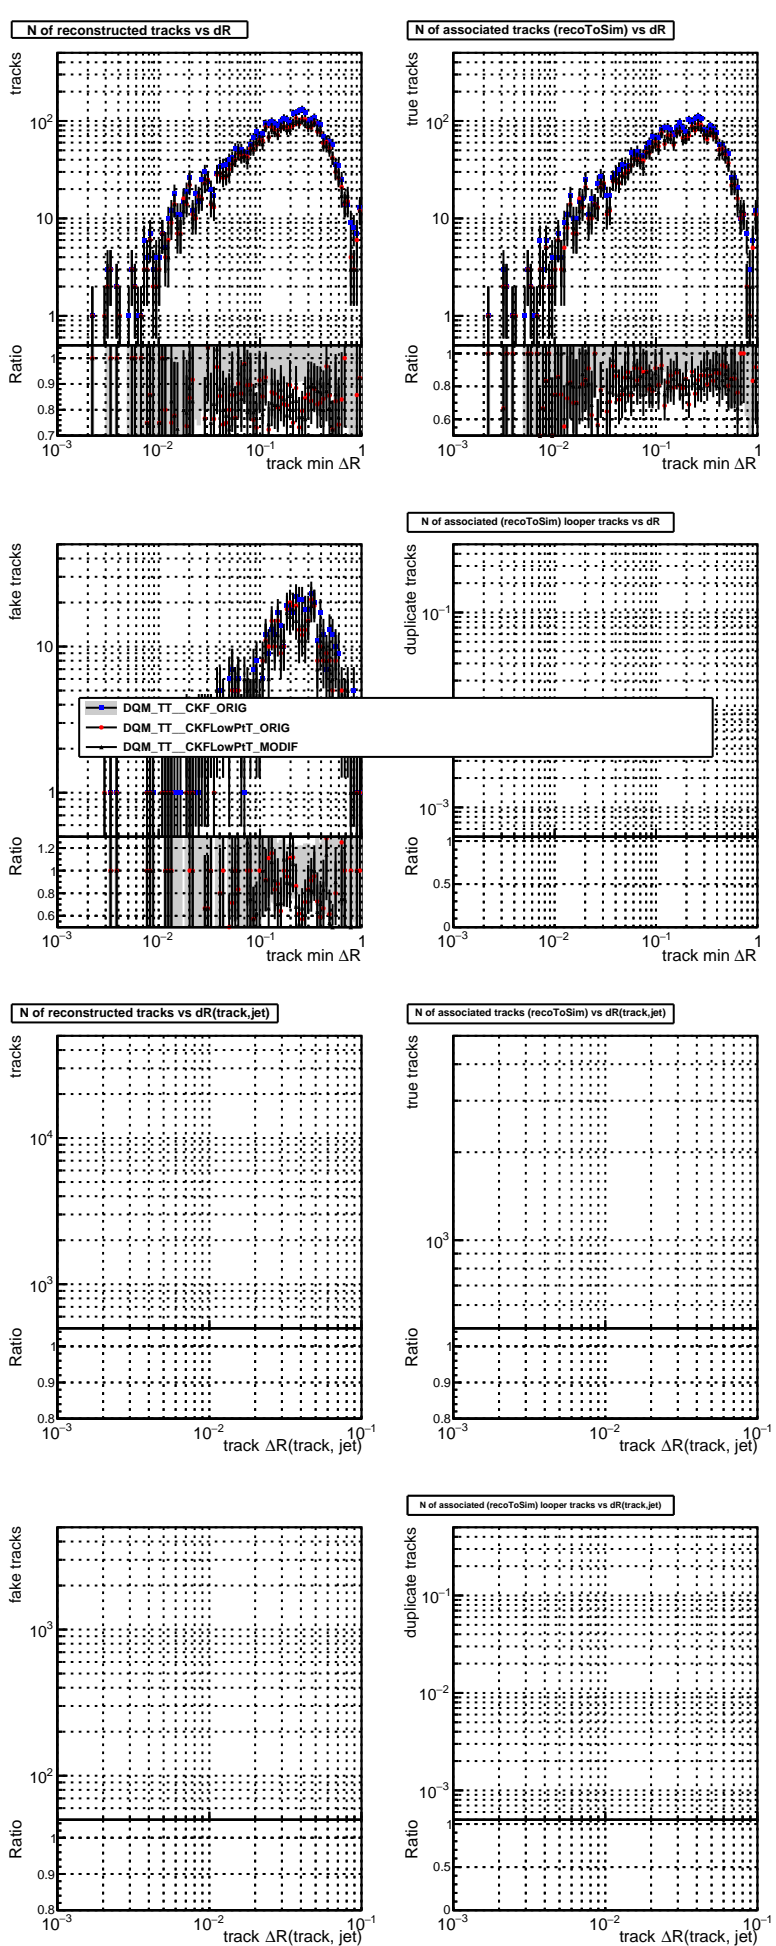 N of reconstructed tracks vs dR
tracks
10²
10
1
Ratio
1
0.9
0.8
0.7
10⁻³ 10⁻² 10⁻¹ 1
track min ΔR
N of associated tracks (recoToSim) vs dR
true tracks
10²
10
1
Ratio
1
0.8
0.6
10⁻³ 10⁻² 10⁻¹ 1
track min ΔR
fake tracks
10
1
Ratio
1.2
1
0.8
0.6
10⁻³ 10⁻² 10⁻¹ 1
track min ΔR
N of associated (recoToSim) looper tracks vs dR
duplicate tracks
10⁻¹
10⁻³
Ratio
1
0.5
0
10⁻³ 10⁻² 10⁻¹ 1
track min ΔR
DQM_TT__CKF_ORIG
DQM_TT__CKFLowPtT_ORIG
DQM_TT__CKFLowPtT_MODIF
N of reconstructed tracks vs dR(track,jet)
tracks
10⁴
10³
Ratio
1
0.9
0.8
10⁻³ 10⁻² 10⁻¹
track ΔR(track, jet)
N of associated tracks (recoToSim) vs dR(track,jet)
true tracks
10³
Ratio
1
0.9
0.8
10⁻³ 10⁻² 10⁻¹
track ΔR(track, jet)
fake tracks
10³
10²
Ratio
1
0.9
0.8
10⁻³ 10⁻² 10⁻¹
track ΔR(track, jet)
N of associated (recoToSim) looper tracks vs dR(track,jet)
duplicate tracks
10⁻¹
10⁻²
10⁻³
Ratio
1
0.5
0
10⁻³ 10⁻² 10⁻¹
track ΔR(track, jet)